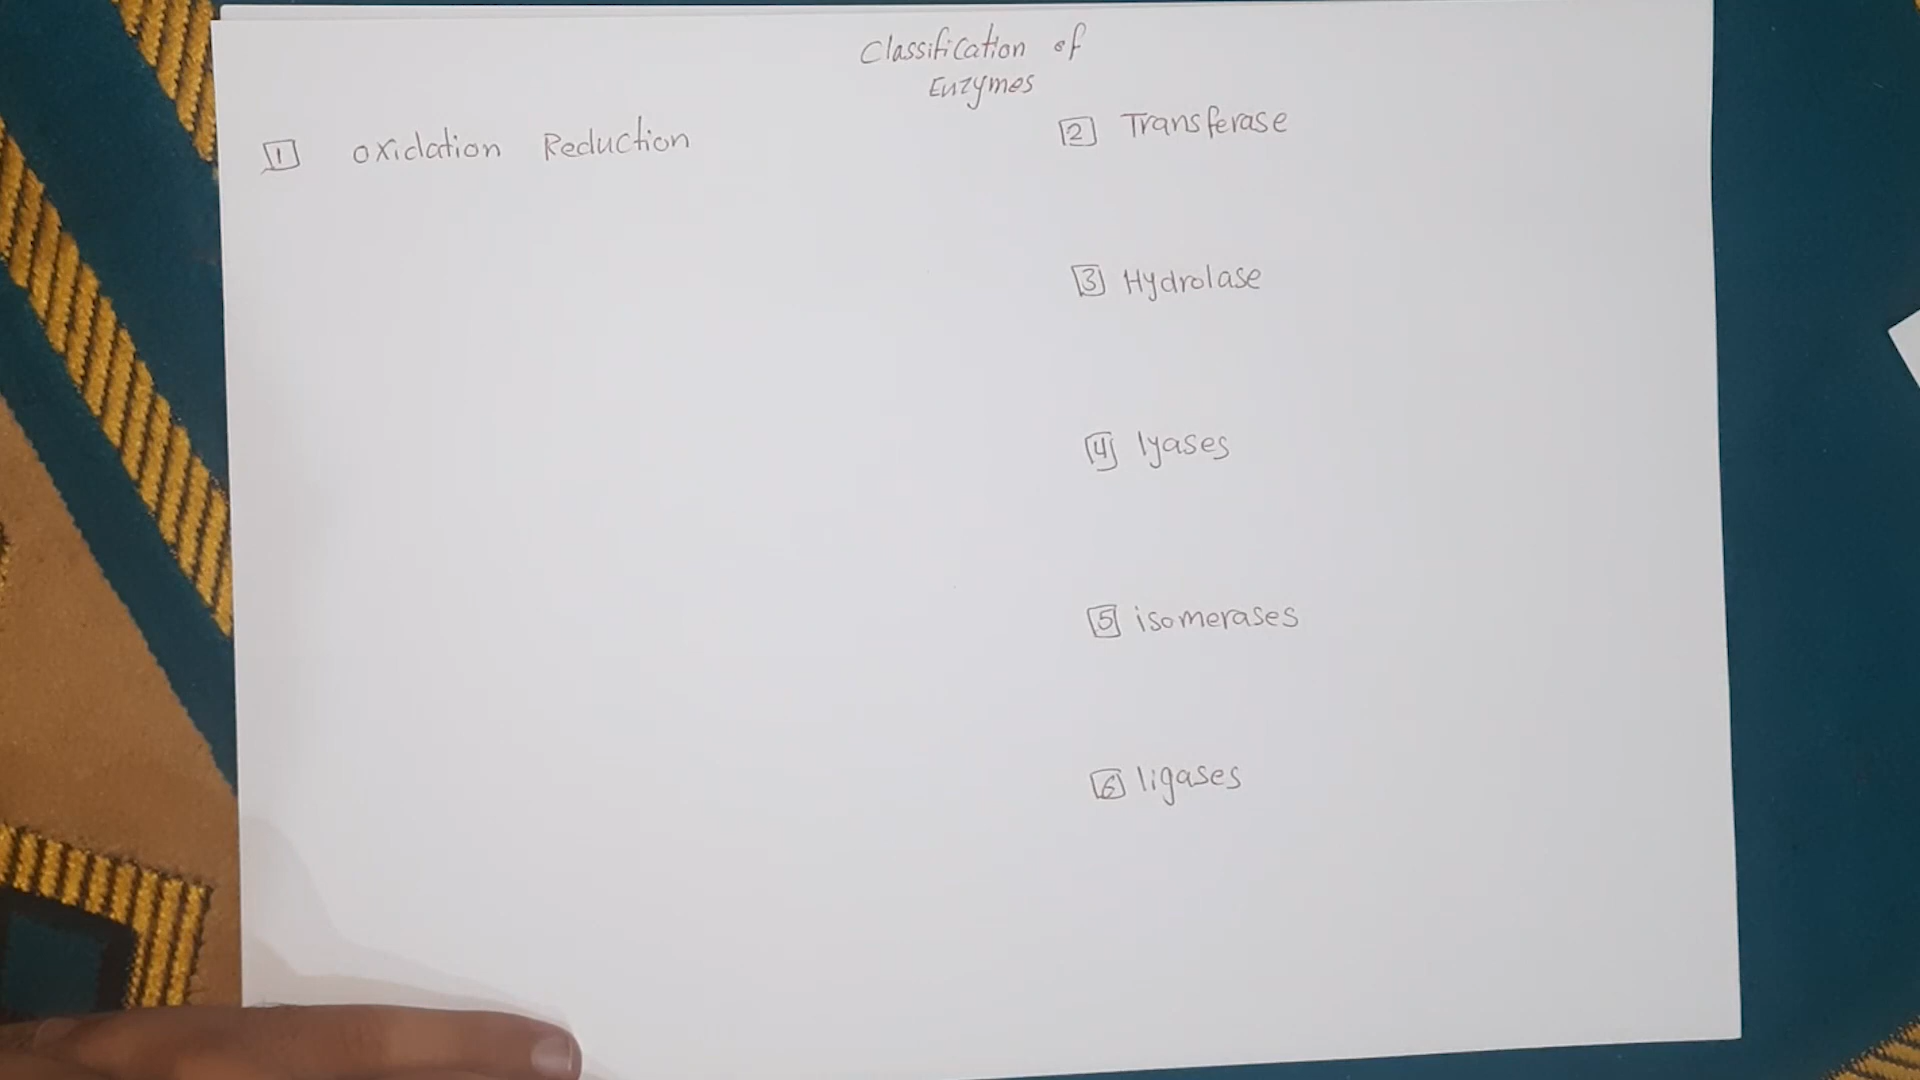 Classification of
Enzymes
1 oxidation Reduction
2 Transferase
3 Hydrolase
4 lyases
5 isomerases
6 ligases